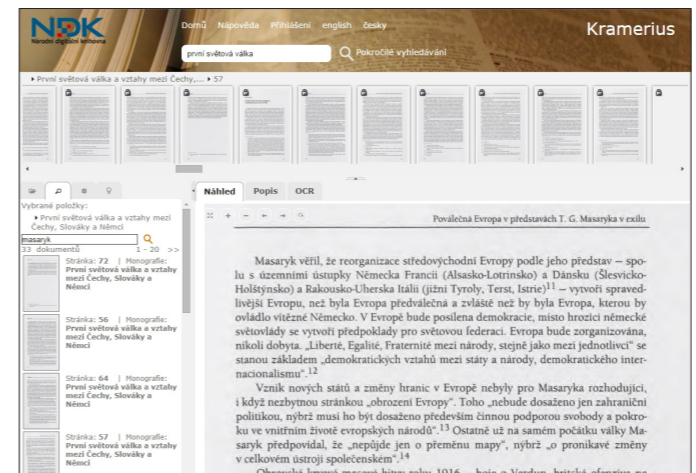 NDK
Národní digitální knihovna
Domů Nápověda Přihlášení english česky
Kramerius
první světová válka
Pokročilé vyhledávání
První světová válka a vztahy mezi Čechy,... 57
Náhled Popis OCR
Vybrané položky:
První světová válka a vztahy mezi
Čechy, Slováky a Němci
masaryk
33 dokumentů 1 - 20 >>
Stránka: 72 | Monografie:
První světová válka a vztahy
mezi Čechy, Slováky a
Němci
Stránka: 56 | Monografie:
První světová válka a vztahy
mezi Čechy, Slováky a
Němci
Stránka: 64 | Monografie:
První světová válka a vztahy
mezi Čechy, Slováky a
Němci
Stránka: 57 | Monografie:
První světová válka a vztahy
mezi Čechy, Slováky a
Němci
Poválečná Evropa v představách T. G. Masaryka v exilu
Masaryk věřil, že reorganizace středovýchodní Evropy podle jeho představ – spo-
lu s územními ústupky Německa Francii (Alsasko-Lotrinsko) a Dánsku (Šlesvicko-
Holštýnsko) a Rakousko-Uherska Itálii (jižní Tyroly, Terst, Istrie)11 – vytvoří spraved-
livější Evropu, než byla Evropa předválečná a zvláště než by byla Evropa, kterou by
ovládlo vítězné Německo. V Evropě bude posílena demokracie, místo hrozící německé
světovlády se vytvoří předpoklady pro světovou federaci. Evropa bude zorganizována,
nikoli dobyta. „Liberté, Egalité, Fraternité mezi národy, stejně jako mezi jednotlivci“ se
stanou základem „demokratických vztahů mezi státy a národy, demokratického inter-
nacionalismu“.12
Vznik nových států a změny hranic v Evropě nebyly pro Masaryka rozhodující,
i když nezbytnou stránkou „obrození Evropy“. Toho „nebude dosaženo jen zahraniční
politikou, nýbrž musí ho být dosaženo především činnou podporou svobody a pokro-
ku ve vnitřním životě evropských národů“.13 Ostatně už na samém počátku války Ma-
saryk předpovídal, že „nepůjde jen o přeměnu mapy“, nýbrž „o pronikavé změny
v celkovém ústrojí společenském“.14